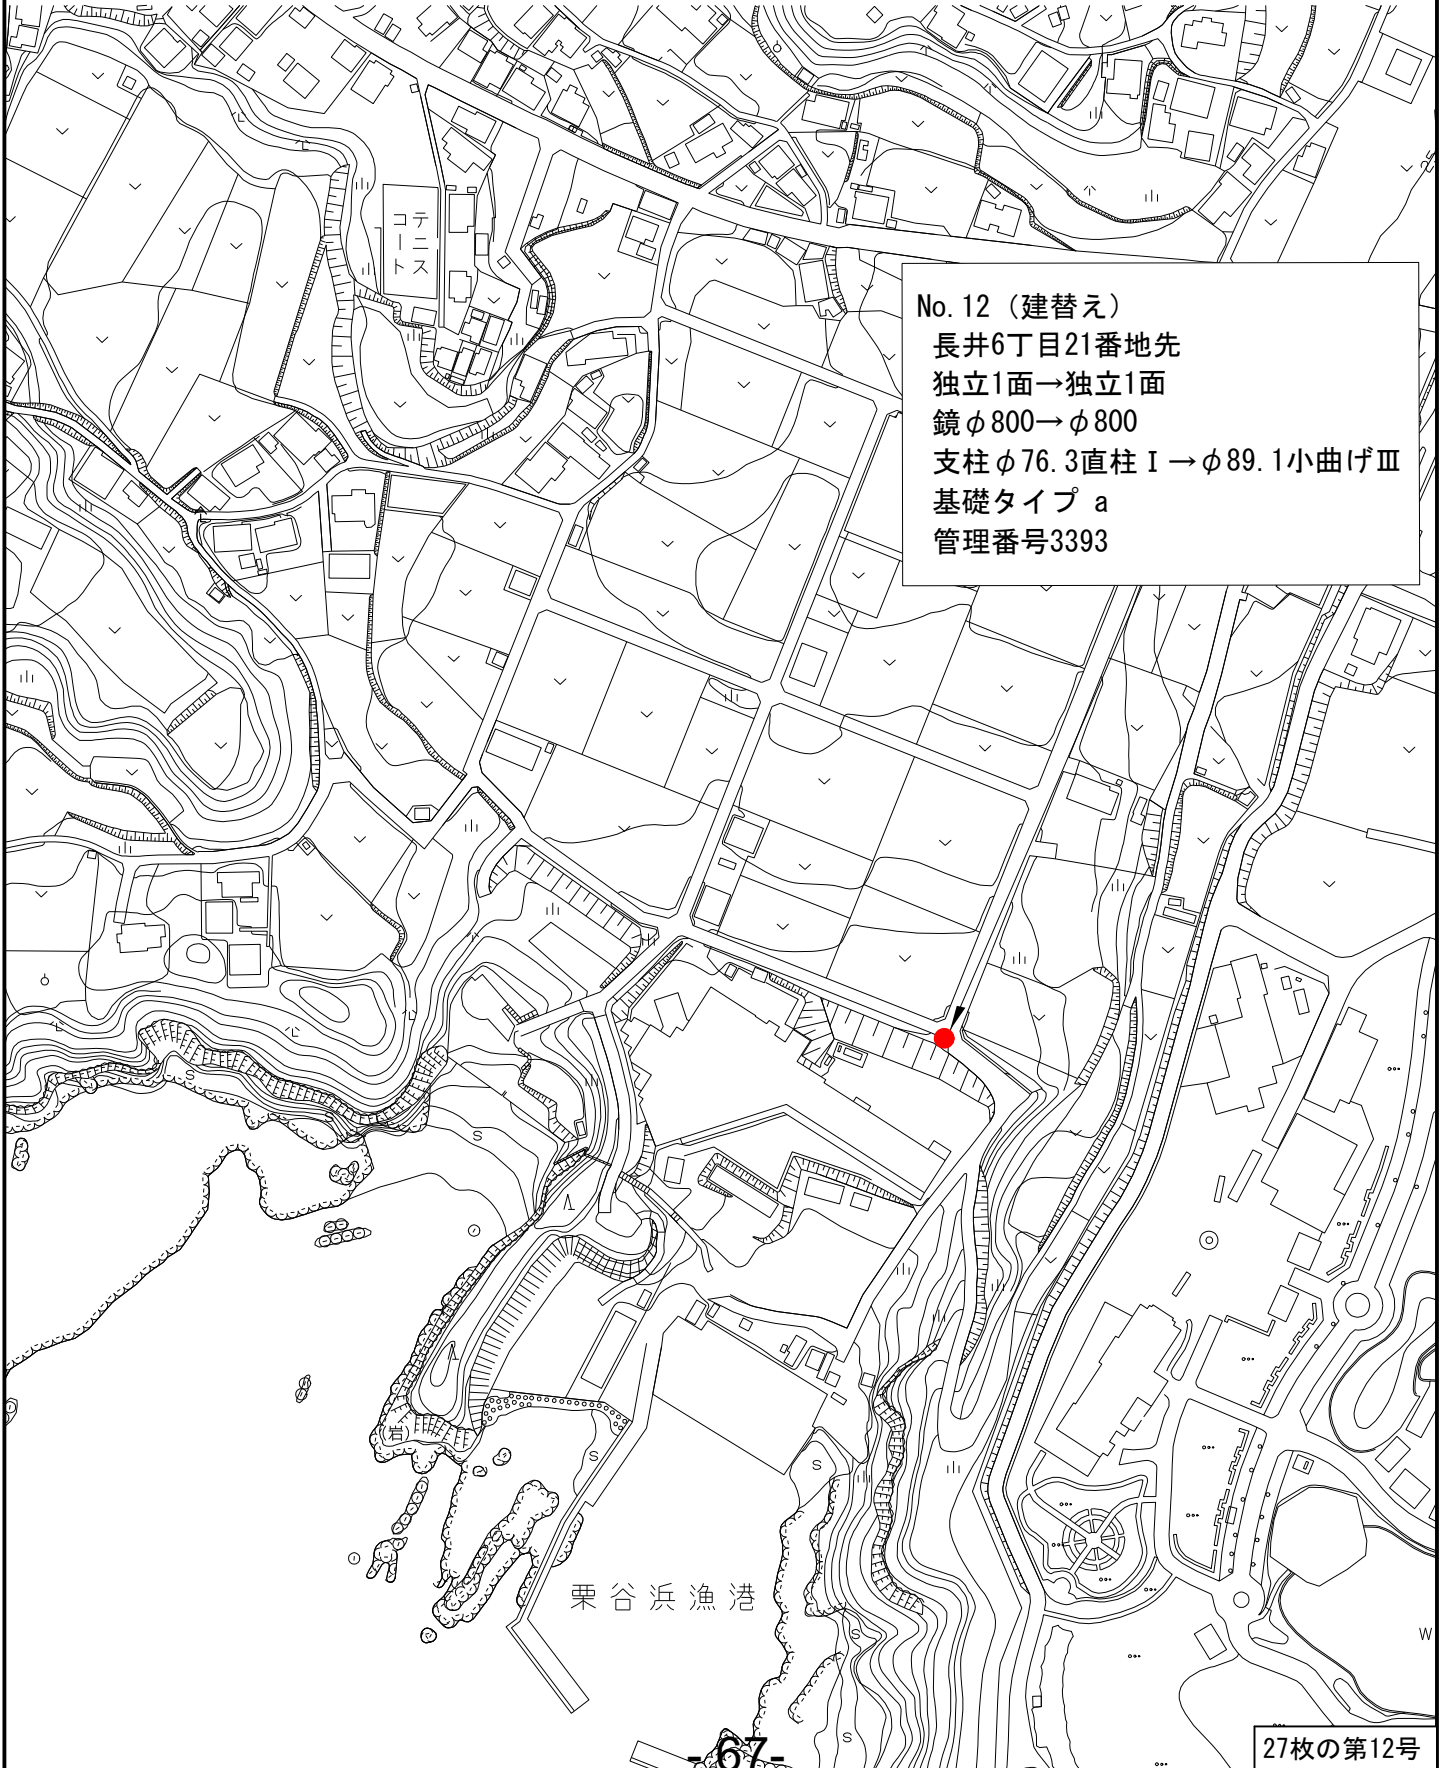 テニス
コート
No.12（建替え）
長井6丁目21番地先
独立1面→独立1面
鏡φ800→φ800
支柱φ76.3直柱Ⅰ→φ89.1小曲げⅢ
基礎タイプ a
管理番号3393
S
S
岩
S
S
栗谷浜漁港
S
W
S
-67-
27枚の第12号